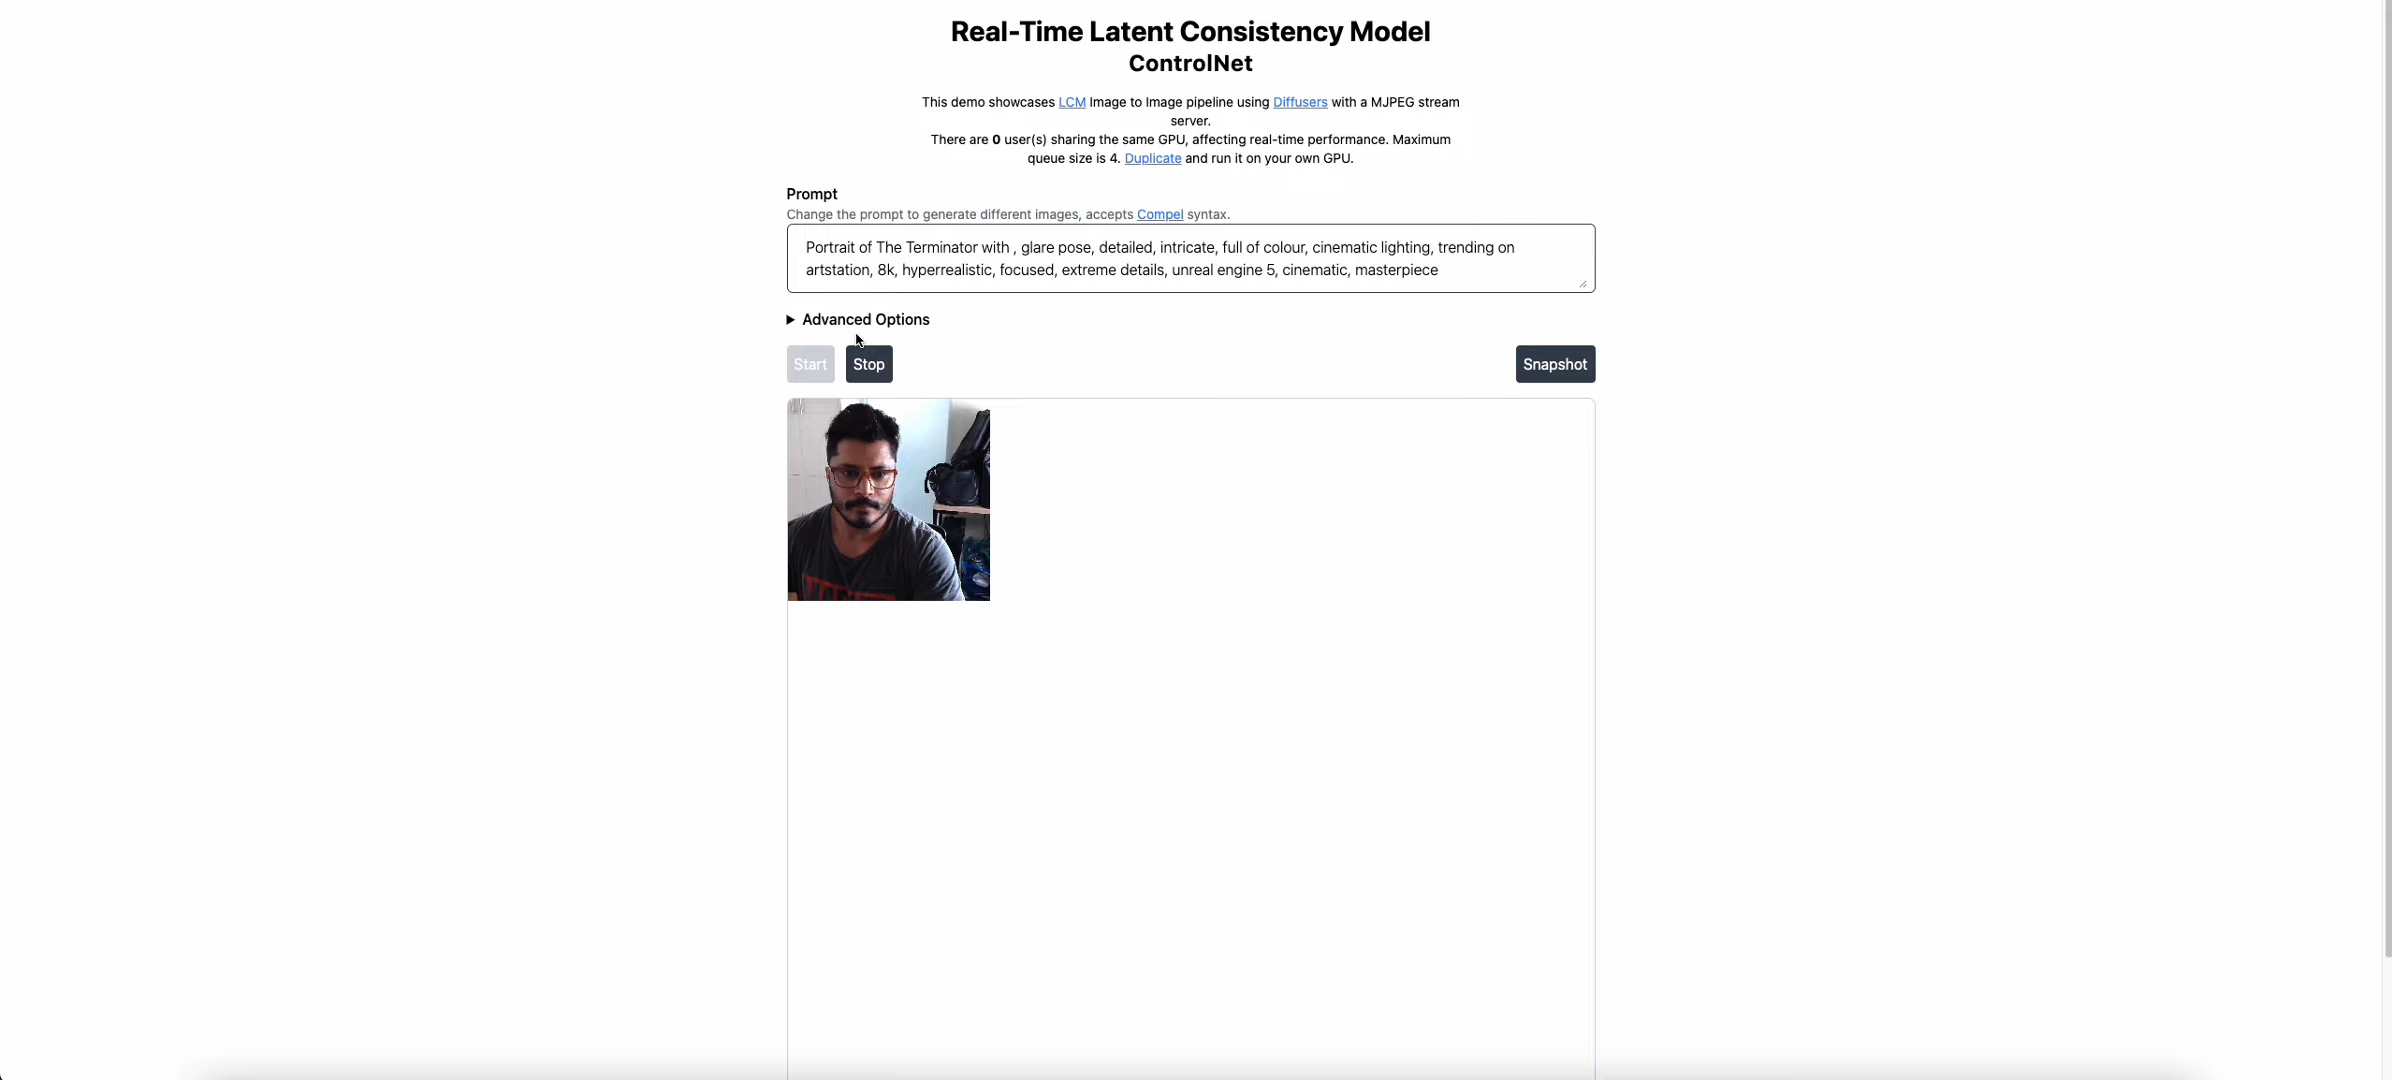 Real-Time Latent Consistency Model
ControlNet
This demo showcases LCM Image to Image pipeline using Diffusers with a MJPEG stream
server.
There are 0 user(s) sharing the same GPU, affecting real-time performance. Maximum
queue size is 4. Duplicate and run it on your own GPU.
Prompt
Change the prompt to generate different images, accepts Compel syntax.
Portrait of The Terminator with , glare pose, detailed, intricate, full of colour, cinematic lighting, trending on
artstation, 8k, hyperrealistic, focused, extreme details, unreal engine 5, cinematic, masterpiece
Advanced Options
Start Stop Snapshot